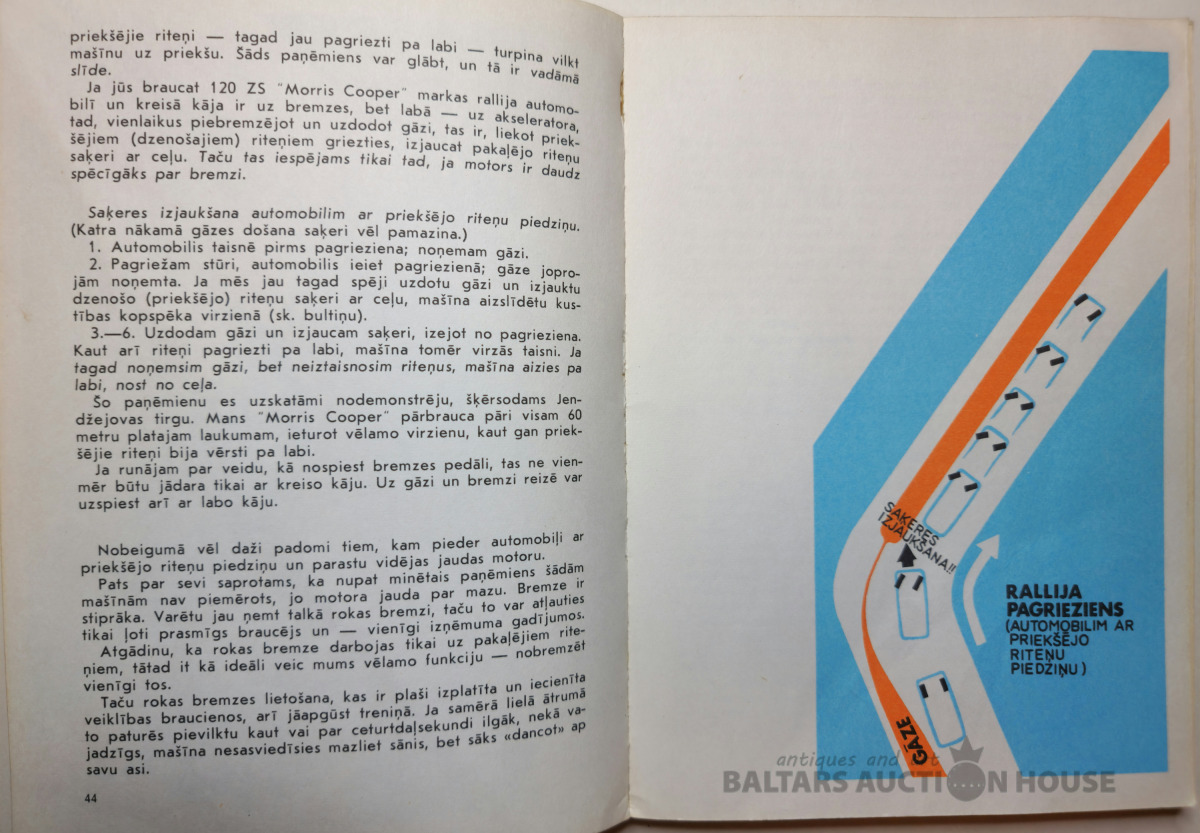 priekšējie riteņi — tagad jau pagriezti pa labi — turpina vilkt
mašīnu uz priekšu. Šāds paņēmiens var glābt, un tā ir vadāmā
slīde.
Ja jūs braucat 120 ZS "Morris Cooper" markas rallija automo-
bilī un kreisā kāja ir uz bremzes, bet labā — uz akseleratora,
tad, vienlaikus piebremzējot un uzdodot gāzi, tas ir, liekot priek-
šējiem (dzenošajiem) riteņiem griezties, izjaucat pakaļējo riteņu
saķeri ar ceļu. Taču tas iespējams tikai tad, ja motors ir daudz
spēcīgāks par bremzi.
Saķeres izjaukšana automobilim ar priekšējo riteņu piedziņu.
(Katra nākamā gāzes došana saķeri vēl pamazina.)
1. Automobilis taisnē pirms pagrieziena; noņemam gāzi.
2. Pagriežam stūri, automobilis ieiet pagriezienā; gāze jopro-
jām noņemta. Ja mēs jau tagad spēji uzdotu gāzi un izjauktu
dzenošo (priekšējo) riteņu saķeri ar ceļu, mašīna aizslīdētu kus-
tības kopspēka virzienā (sk. bultiņu).
3.—6. Uzdodam gāzi un izjaucam saķeri, izejot no pagrieziena.
Kaut arī riteņi pagriezti pa labi, mašīna tomēr virzās taisni. Ja
tagad noņemsim gāzi, bet neiztaisnosim riteņus, mašīna aizies pa
labi, nost no ceļa.
Šo paņēmienu es uzskatāmi nodemonstrēju, šķērsodams Jen-
džejovas tirgu. Mans "Morris Cooper" pārbrauca pāri visam 60
metru platajam laukumam, ieturot vēlamo virzienu, kaut gan priek-
šējie riteņi bija vērsti pa labi.
Ja runājam par veidu, kā nospiest bremzes pedāli, tas ne vien-
mēr būtu jādara tikai ar kreiso kāju. Uz gāzi un bremzi reizē var
uzspiest arī ar labo kāju.
Nobeigumā vēl daži padomi tiem, kam pieder automobiļi ar
priekšējo riteņu piedziņu un parastu vidējas jaudas motoru.
Pats par sevi saprotams, ka nupat minētais paņēmiens šādām
mašīnām nav piemērots, jo motora jauda par mazu. Bremze ir
stiprāka. Varētu jau ņemt talkā rokas bremzi, taču to var atļauties
tikai ļoti prasmīgs braucējs un — vienīgi izņēmuma gadījumos.
Atgādinu, ka rokas bremze darbojas tikai uz pakaļējiem rite-
ņiem, tātad it kā ideāli veic mums vēlamo funkciju — nobremzēt
vienīgi tos.
Taču rokas bremzes lietošana, kas ir plaši izplatīta un iecienīta
veiklības braucienos, arī jāapgūst treniņā. Ja samērā lielā ātrumā
to paturēs pievilktu kaut vai par ceturtdaļsekundi ilgāk, nekā va-
jadzīgs, mašīna nesasviedīsies mazliet sānis, bet sāks «dancot» ap
savu asi.
44
SAĶERES
IZJAUKŠANA!!
RALLIJA
PAGRIEZIENS
(AUTOMOBILIM AR
PRIEKŠĒJO
RITEŅU
PIEDZIŅU)
GĀZE
antiques and art
BALTARS AUCTION HOUSE